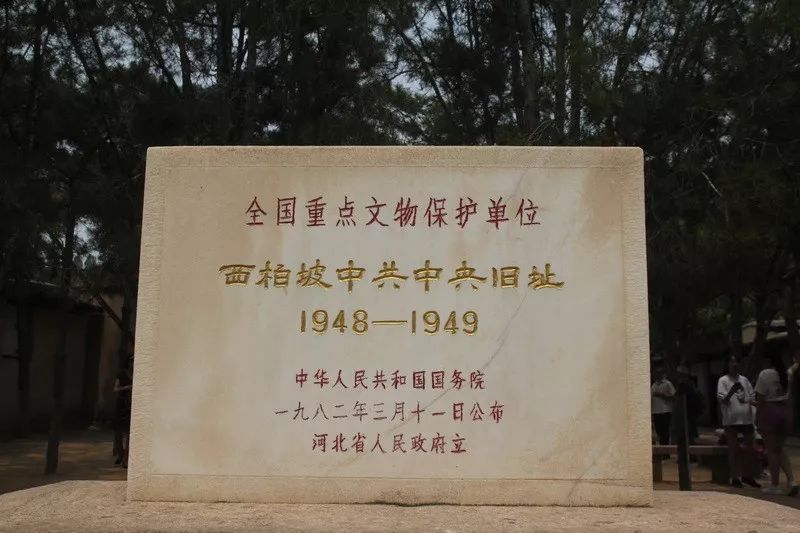 全国重点文物保护单位
西柏坡中共中央旧址
1948—1949
中华人民共和国国务院
一九八二年三月十一日公布
河北省人民政府立